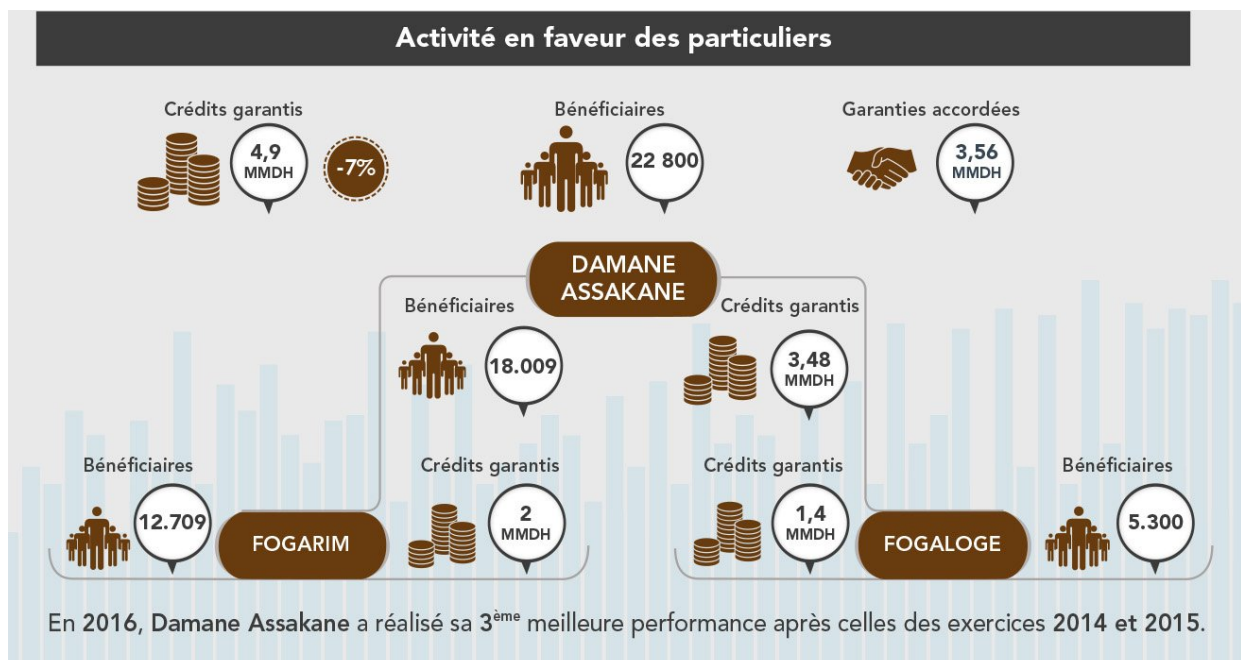 Activité en faveur des particuliers
Crédits garantis
4,9
MMDH
-7%
Bénéficiaires
22 800
Garanties accordées
3,56
MMDH
DAMANE
ASSAKANE
Bénéficiaires
18.009
Crédits garantis
3,48
MMDH
Bénéficiaires
12.709
FOGARIM
Crédits garantis
2
MMDH
Crédits garantis
1,4
MMDH
FOGALOGE
Bénéficiaires
5.300
En 2016, Damane Assakane a réalisé sa 3ème meilleure performance après celles des exercices 2014 et 2015.